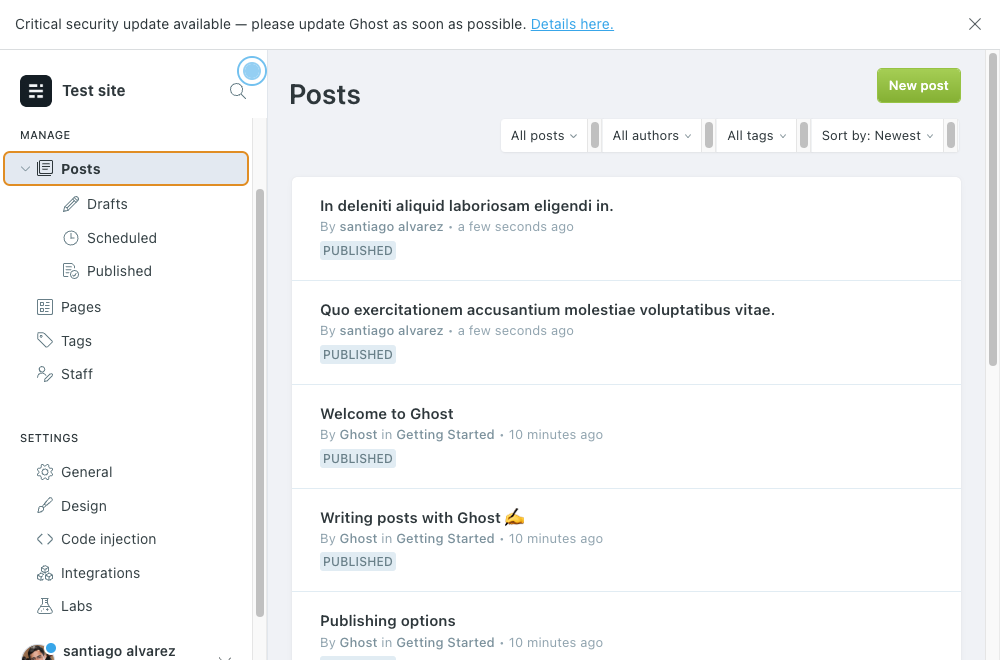 Critical security update available — please update Ghost as soon as possible. Details here.
Test site
MANAGE
Posts
Drafts
Scheduled
Published
Pages
Tags
Staff
SETTINGS
General
Design
Code injection
Integrations
Labs
santiago alvarez
Posts
New post
All posts
All authors
All tags
Sort by: Newest
In deleniti aliquid laboriosam eligendi in.
By santiago alvarez • a few seconds ago
PUBLISHED
Quo exercitationem accusantium molestiae voluptatibus vitae.
By santiago alvarez • a few seconds ago
PUBLISHED
Welcome to Ghost
By Ghost in Getting Started • 10 minutes ago
PUBLISHED
Writing posts with Ghost ✍️
By Ghost in Getting Started • 10 minutes ago
PUBLISHED
Publishing options
By Ghost in Getting Started • 10 minutes ago